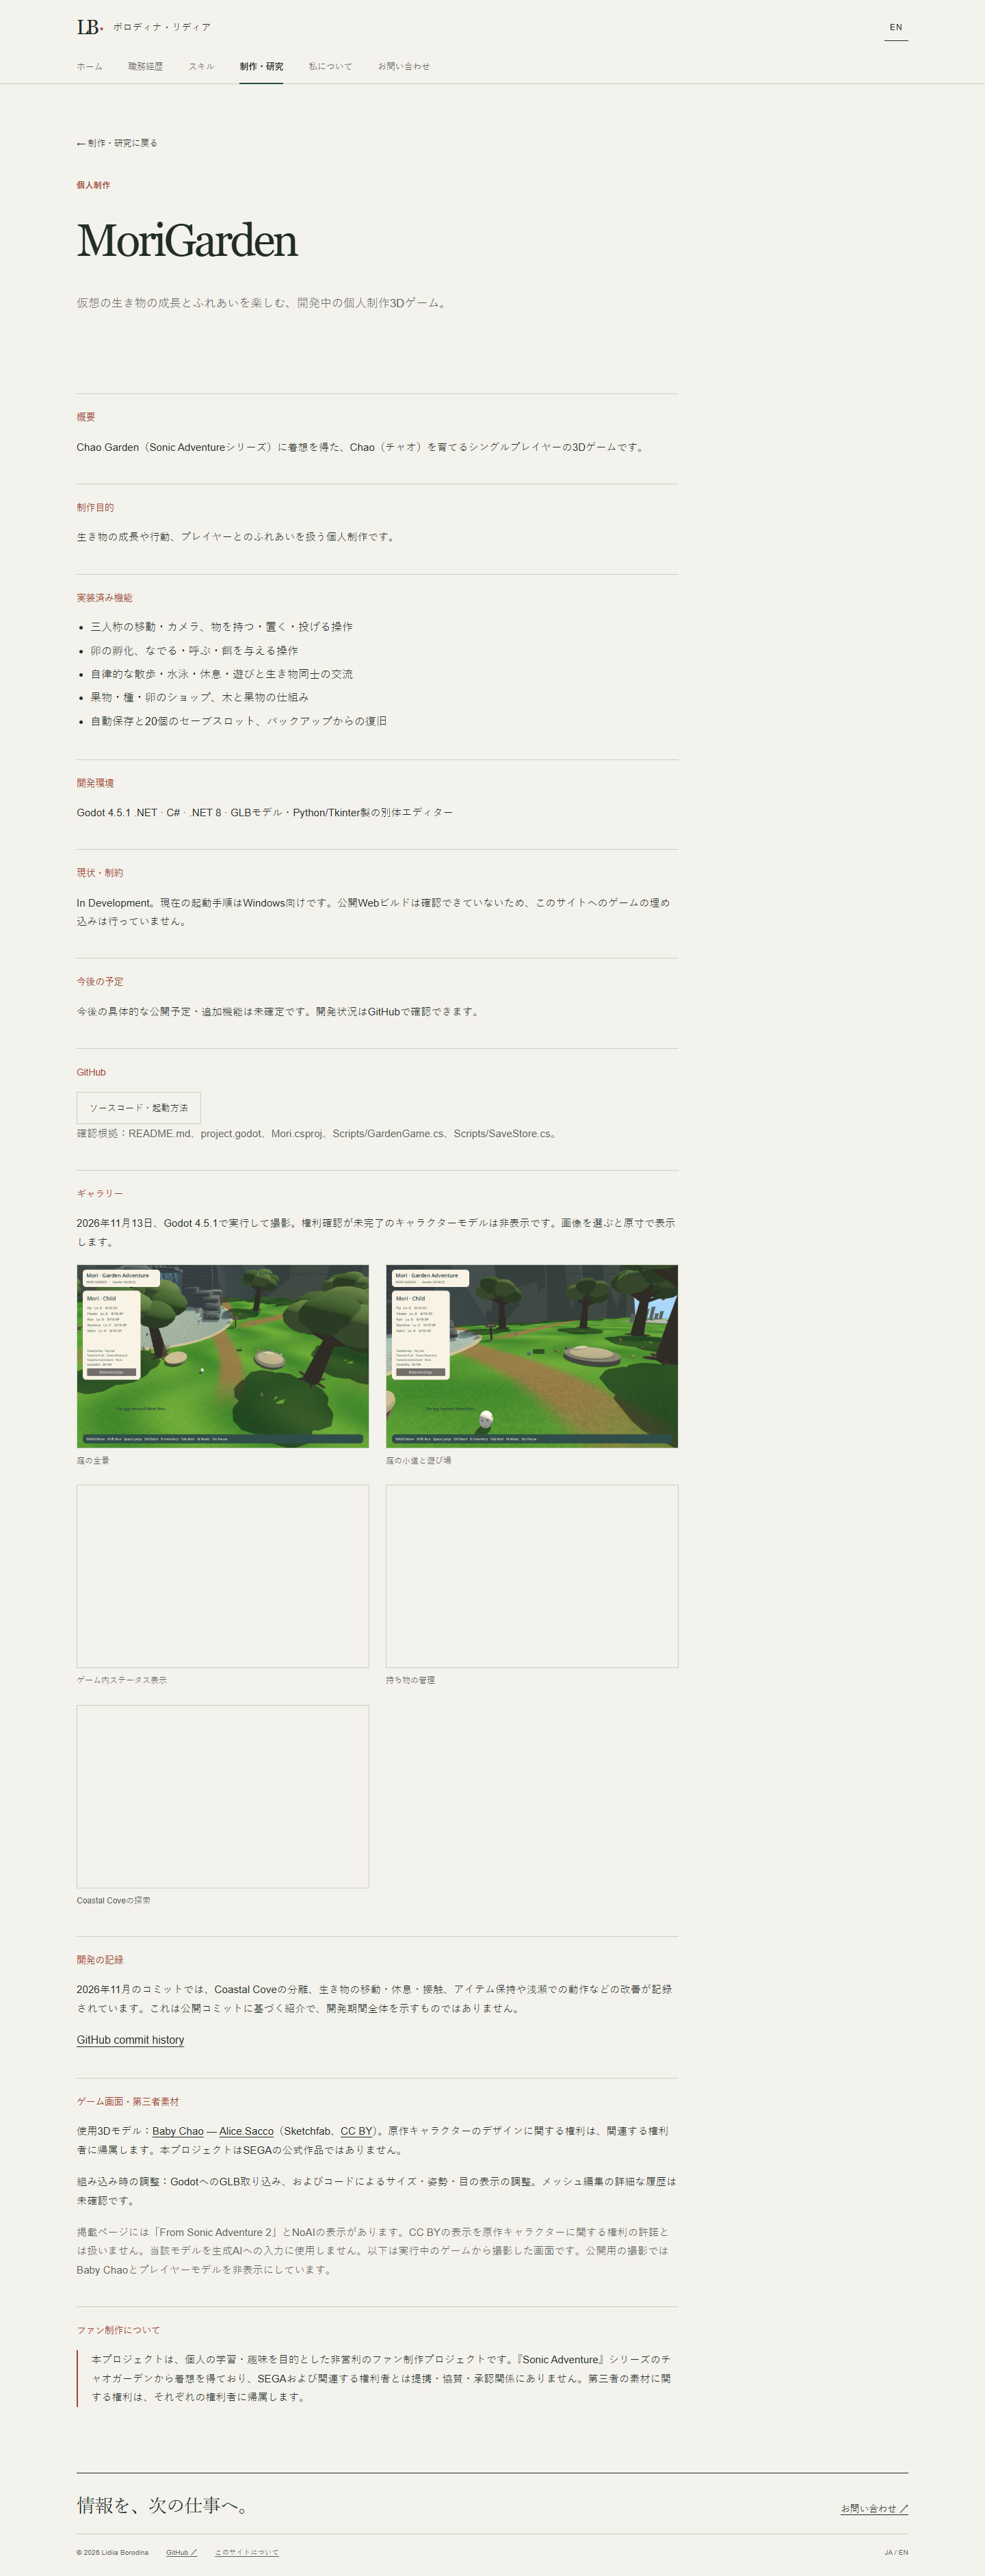 LB· ボロディナ・リディア
EN
ホーム 職務経歴 スキル 制作・研究 私について お問い合わせ
← 制作・研究に戻る
個人制作
MoriGarden
仮想の生き物の成長とふれあいを楽しむ、開発中の個人制作3Dゲーム。
概要
Chao Garden（Sonic Adventureシリーズ）に着想を得た、Chao（チャオ）を育てるシングルプレイヤーの3Dゲームです。
制作目的
生き物の成長や行動、プレイヤーとのふれあいを扱う個人制作です。
実装済み機能
• 三人称の移動・カメラ、物を持つ・置く・投げる操作
• 卵の孵化、なでる・呼ぶ・餌を与える操作
• 自律的な散歩・水泳・休息・遊びと生き物同士の交流
• 果物・種・卵のショップ、木と果物の仕組み
• 自動保存と20個のセーブスロット、バックアップからの復旧
開発環境
Godot 4.5.1 .NET · C# · .NET 8 · GLBモデル・Python/Tkinter製の別体エディター
現状・制約
In Development。現在の起動手順はWindows向けです。公開Webビルドは確認できていないため、このサイトへのゲームの埋め
込みは行っていません。
今後の予定
今後の具体的な公開予定・追加機能は未確定です。開発状況はGitHubで確認できます。
GitHub
ソースコード・起動方法
確認根拠：README.md、project.godot、Mori.csproj、Scripts/GardenGame.cs、Scripts/SaveStore.cs。
ギャラリー
2026年11月13日、Godot 4.5.1で実行して撮影。権利確認が未完了のキャラクターモデルは非表示です。画像を選ぶと原寸で表示
します。
Mori · Garden Adventure
Mori · Child
Mori · Garden Adventure
Mori · Child
庭の全景
庭の小道と遊び場
ゲーム内ステータス表示
持ち物の管理
Coastal Coveの探索
開発の記録
2026年11月のコミットでは、Coastal Coveの分離、生き物の移動・休息・接触、アイテム保持や浅瀬での動作などの改善が記録
されています。これは公開コミットに基づく紹介で、開発期間全体を示すものではありません。
GitHub commit history
ゲーム画面・第三者素材
使用3Dモデル：Baby Chao — Alice.Sacco（Sketchfab、CC BY）。原作キャラクターのデザインに関する権利は、関連する権利
者に帰属します。本プロジェクトはSEGAの公式作品ではありません。
組み込み時の調整：GodotへのGLB取り込み、およびコードによるサイズ・姿勢・目の表示の調整。メッシュ編集の詳細な履歴は
未確認です。
掲載ページには「From Sonic Adventure 2」とNoAIの表示があります。CC BYの表示を原作キャラクターに関する権利の許諾と
は扱いません。当該モデルを生成AIへの入力に使用しません。以下は実行中のゲームから撮影した画面です。公開用の撮影では
Baby Chaoとプレイヤーモデルを非表示にしています。
ファン制作について
本プロジェクトは、個人の学習・趣味を目的とした非営利のファン制作プロジェクトです。『Sonic Adventure』シリーズのチ
ャオガーデンから着想を得ており、SEGAおよび関連する権利者とは提携・協賛・承認関係にありません。第三者の素材に関
する権利は、それぞれの権利者に帰属します。
情報を、次の仕事へ。
お問い合わせ ↗
© 2026 Lidiia Borodina GitHub ↗ このサイトについて
JA / EN